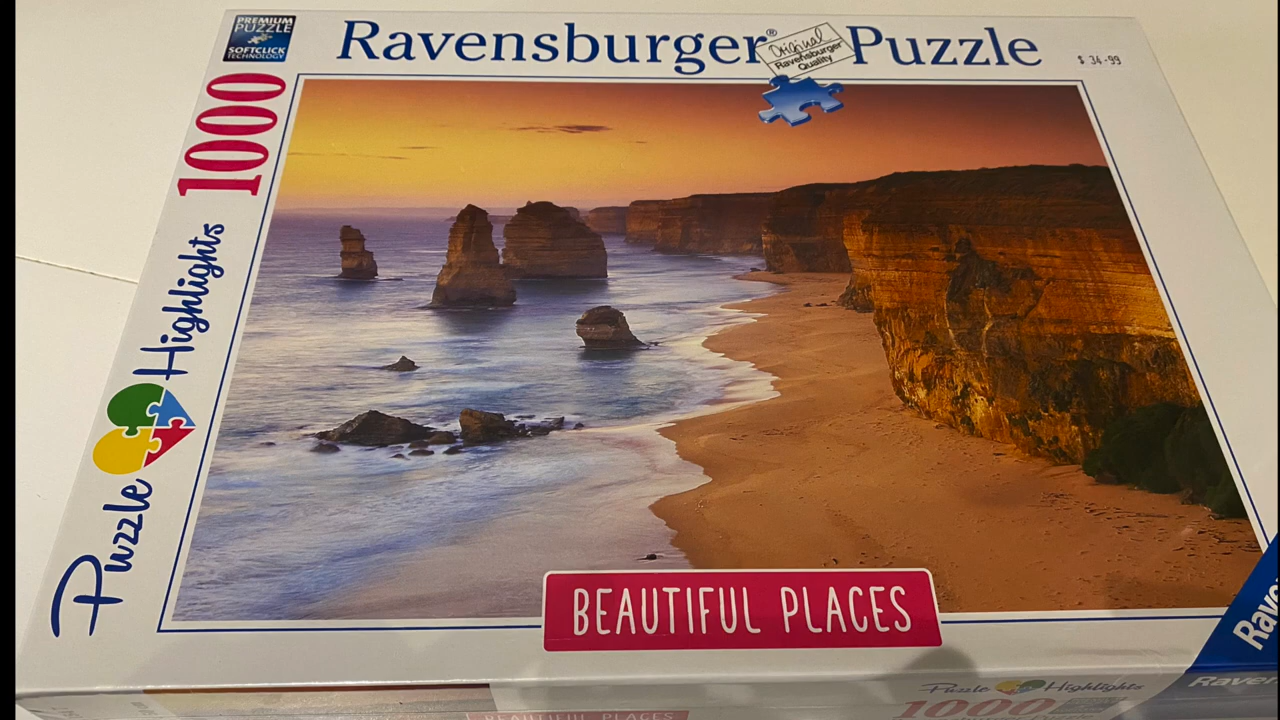 PREMIUM
PUZZLE
SOFTCLICK
TECHNOLOGY
Ravensburger® Puzzle
Original
Ravensburger
Quality
$ 34-99
1000
Puzzle Highlights
BEAUTIFUL PLACES
Rave
Puzzle Highlights
1000
Raven
BEAUTIFUL PLACES